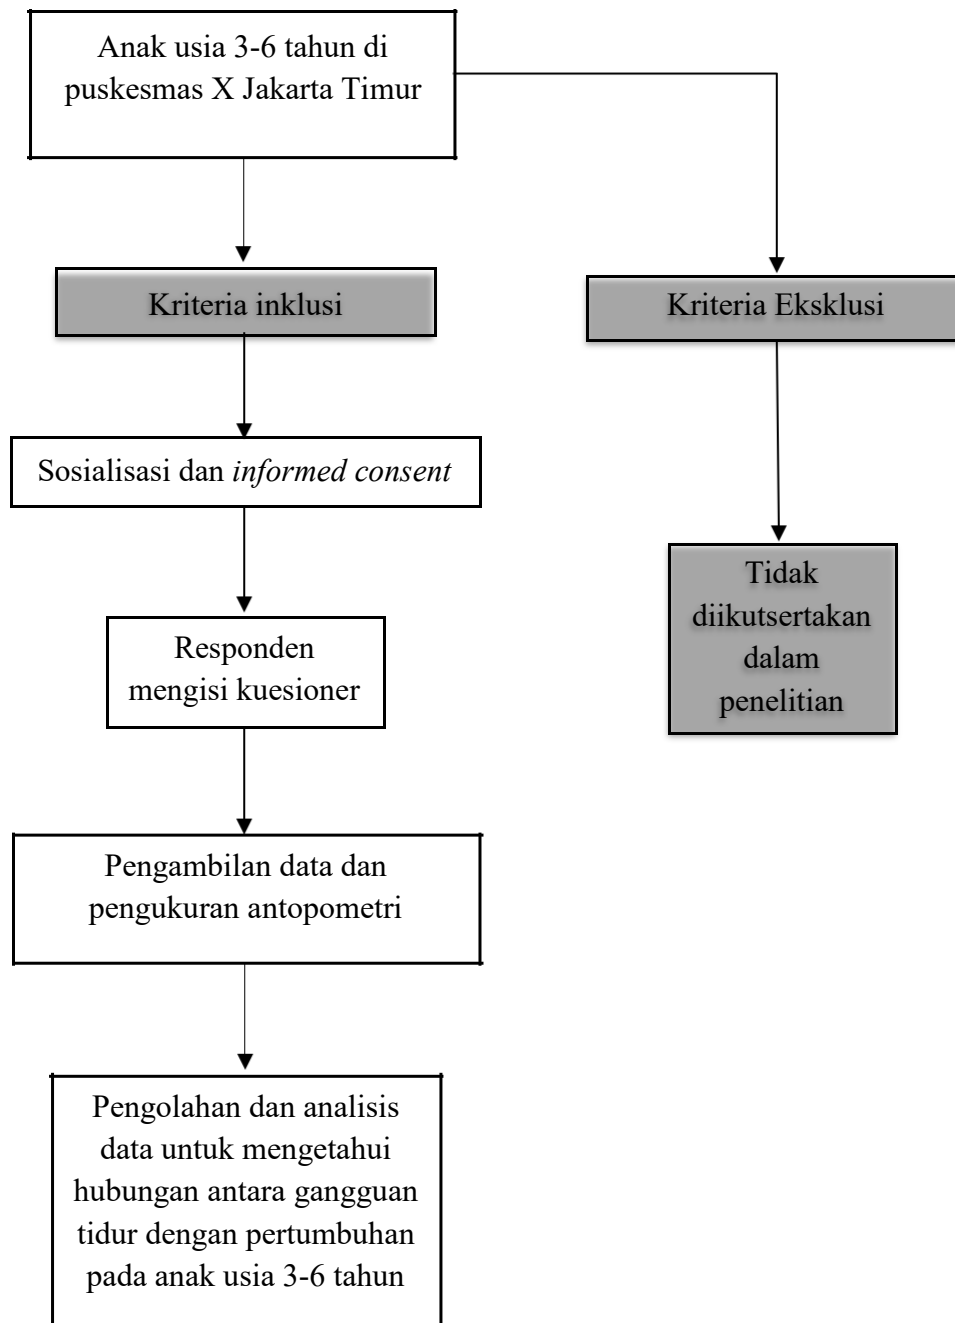 Anak usia 3-6 tahun di
puskesmas X Jakarta Timur
Kriteria inklusi
Kriteria Eksklusi
Sosialisasi dan informed consent
Responden
mengisi kuesioner
Tidak
diikutsertakan
dalam
penelitian
Pengambilan data dan
pengukuran antopometri
Pengolahan dan analisis
data untuk mengetahui
hubungan antara gangguan
tidur dengan pertumbuhan
pada anak usia 3-6 tahun